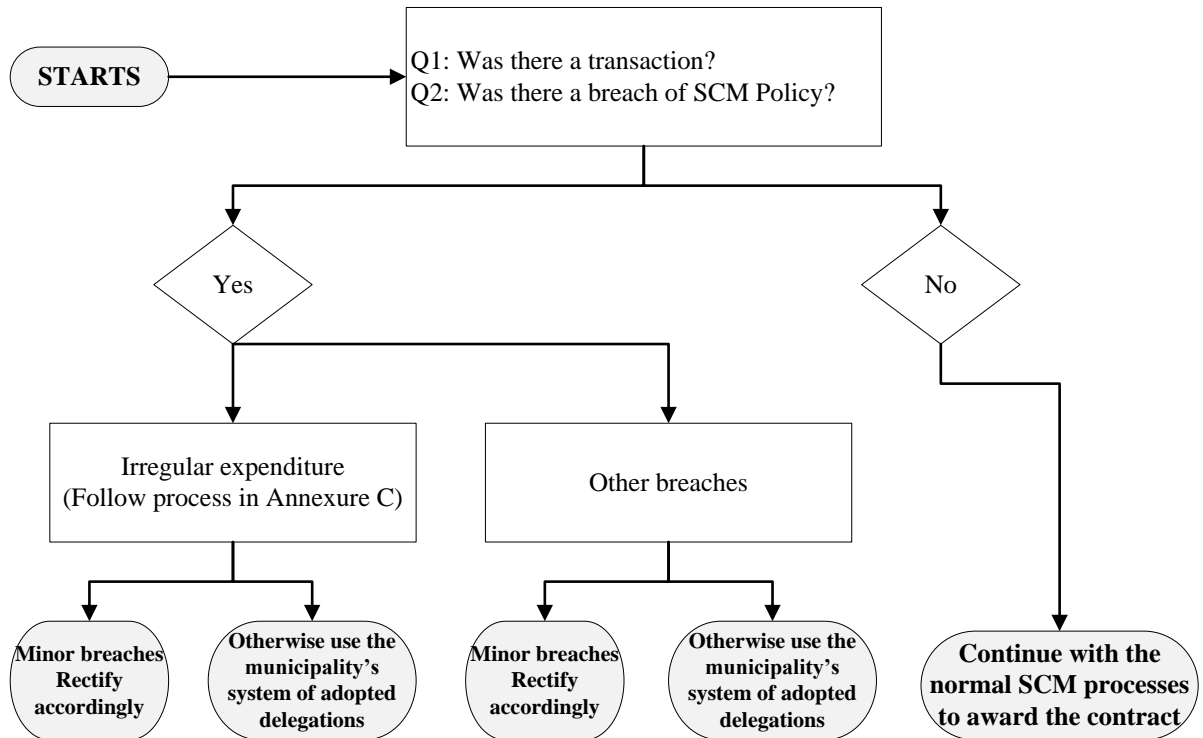 STARTS
Q1: Was there a transaction?
Q2: Was there a breach of SCM Policy?
Yes
No
Irregular expenditure
(Follow process in Annexure C)
Other breaches
Minor breaches
Rectify
accordingly
Otherwise use the
municipality’s
system of adopted
delegations
Minor breaches
Rectify
accordingly
Otherwise use the
municipality’s
system of adopted
delegations
Continue with the
normal SCM processes
to award the contract